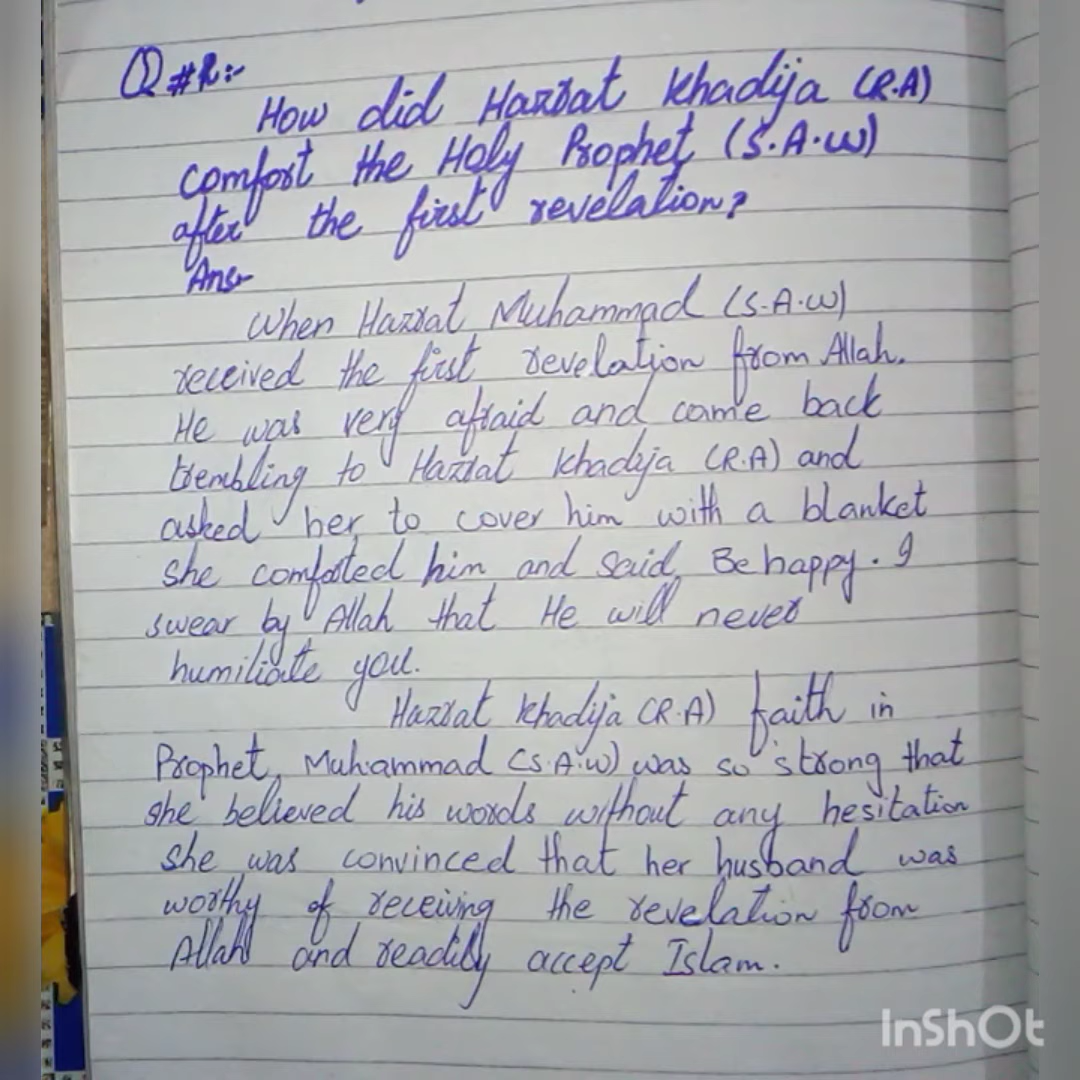 Q #2:-
How did Hazrat Khadija (R.A)
comfort the Holy Prophet (S.A.W)
after the first revelation?
Ans-
When Hazrat Muhammad (S.A.W)
received the first revelation from Allah.
He was very afraid and came back
trembling to Hazrat Khadija (R.A) and
asked her to cover him with a blanket
she comforted him and said, Be happy. I
swear by Allah that He will never
humiliate you.
Hazrat Khadija (R.A) faith in
Prophet, Muhammad (S.A.W) was so strong that
she believed his words without any hesitation
she was convinced that her husband was
worthy of receiving the revelation from
Allah and readily accept Islam.
InShOt